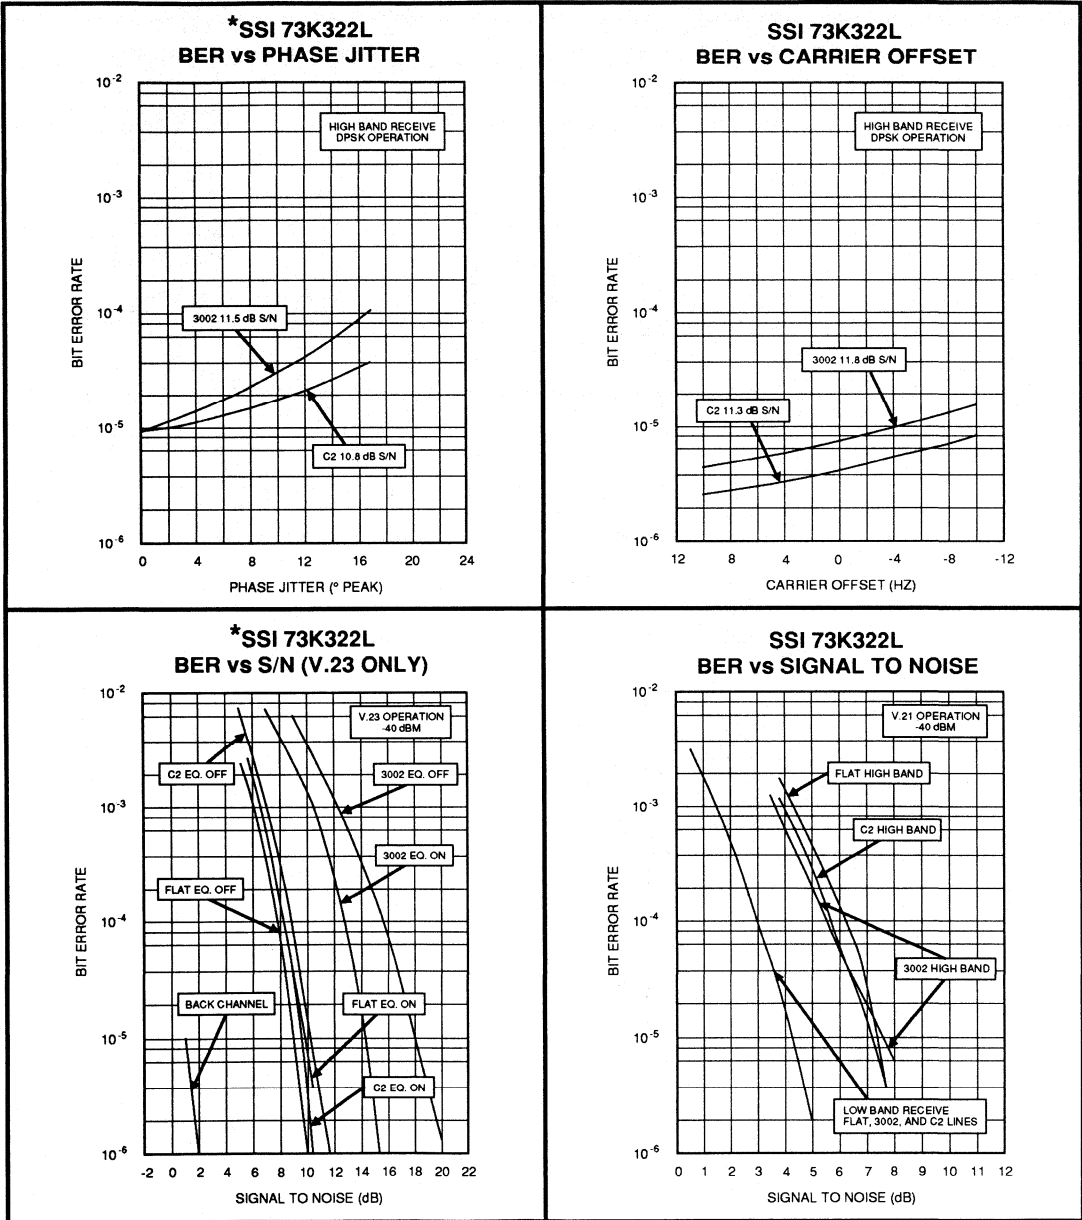 *SSI 73K322L
BER vs PHASE JITTER
10-2
10-3
10-4
10-5
10-6
BIT ERROR RATE
HIGH BAND RECEIVE
DPSK OPERATION
3002 11.5 dB S/N
C2 10.8 dB S/N
0 4 8 10 12 16 20 24
PHASE JITTER (° PEAK)
SSI 73K322L
BER vs CARRIER OFFSET
10-2
10-3
10-4
10-5
10-6
BIT ERROR RATE
HIGH BAND RECEIVE
DPSK OPERATION
3002 11.8 dB S/N
C2 11.3 dB S/N
12 8 4 0 -4 -8 -12
CARRIER OFFSET (HZ)
*SSI 73K322L
BER vs S/N (V.23 ONLY)
10-2
10-3
10-4
10-5
10-6
BIT ERROR RATE
V.23 OPERATION
-40 dBM
C2 EQ. OFF
3002 EQ. OFF
3002 EQ. ON
FLAT EQ. OFF
BACK CHANNEL
FLAT EQ. ON
C2 EQ. ON
-2 0 2 4 6 8 10 12 14 16 18 20 22
SIGNAL TO NOISE (dB)
SSI 73K322L
BER vs SIGNAL TO NOISE
10-2
10-3
10-4
10-5
10-6
BIT ERROR RATE
V.21 OPERATION
-40 dBM
FLAT HIGH BAND
C2 HIGH BAND
3002 HIGH BAND
LOW BAND RECEIVE
FLAT, 3002, AND C2 LINES
0 1 2 3 4 5 6 7 8 9 10 11 12
SIGNAL TO NOISE (dB)